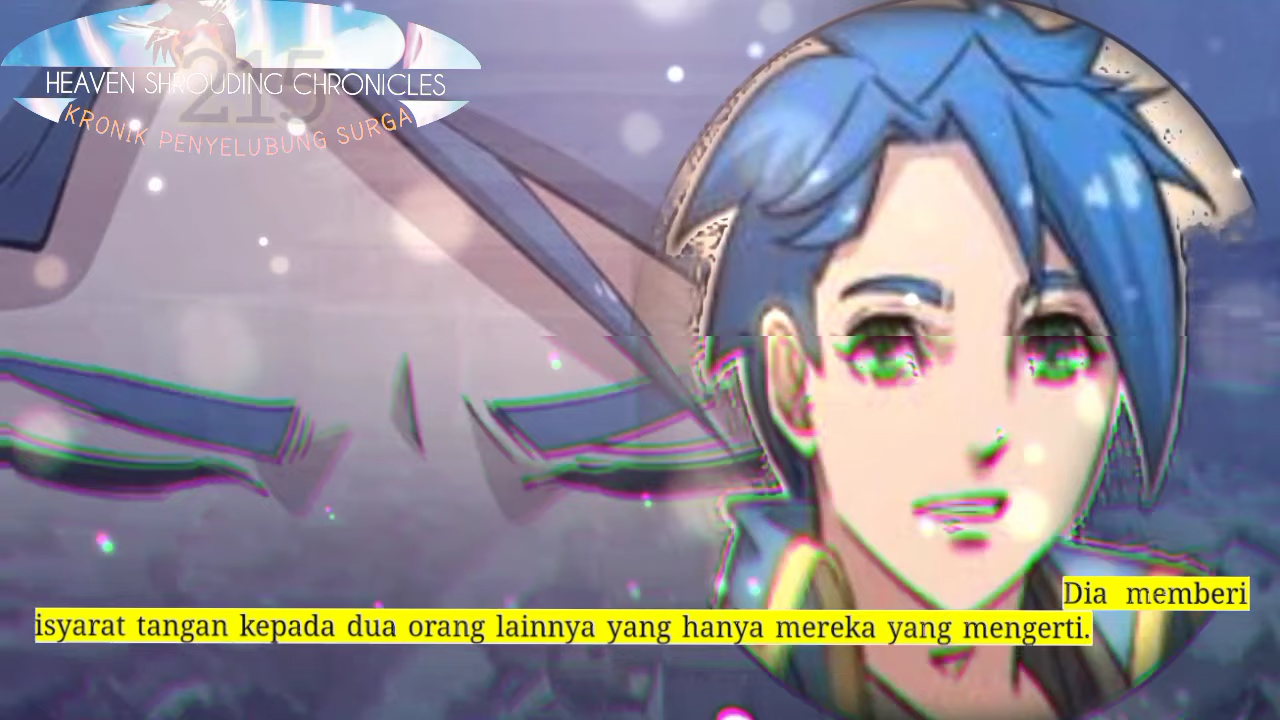 215
HEAVEN SHROUDING CHRONICLES
KRONIK PENYELUBUNG SURGA
Dia memberi
isyarat tangan kepada dua orang lainnya yang hanya mereka yang mengerti.